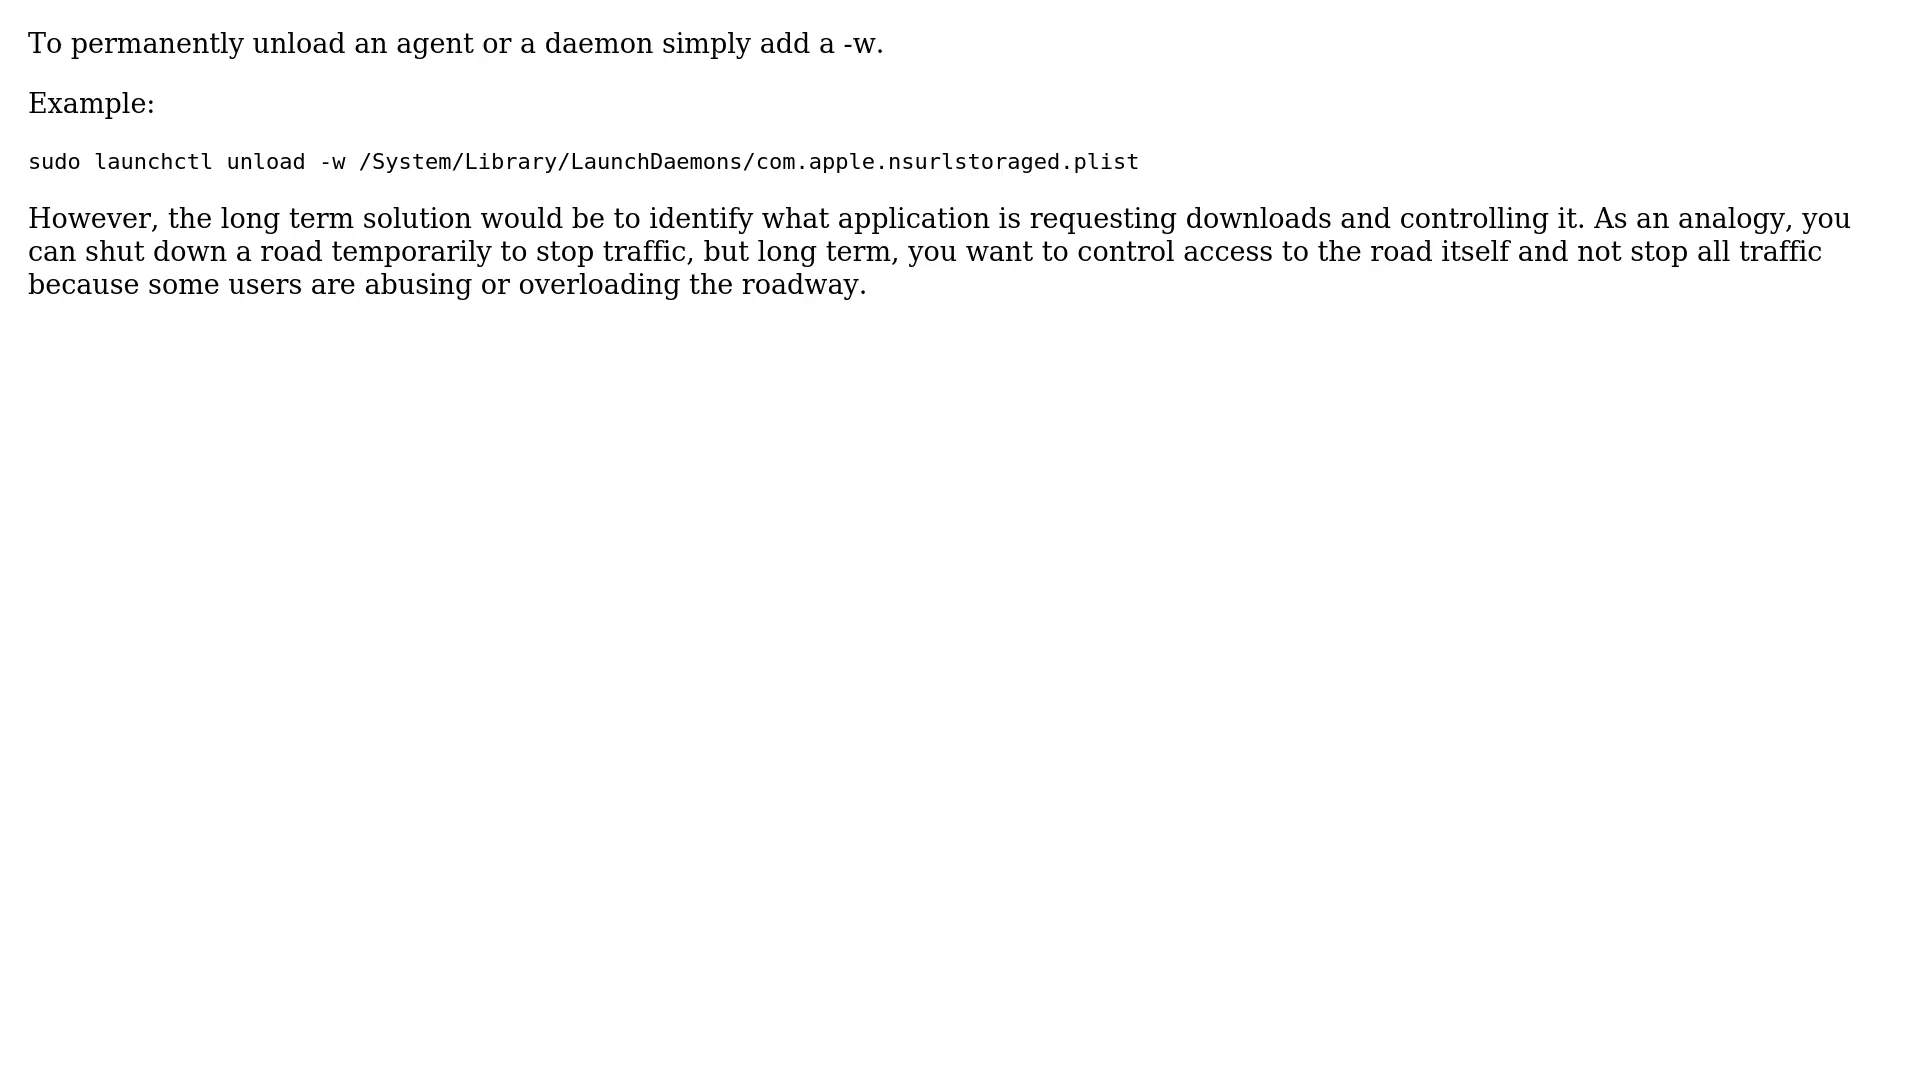 To permanently unload an agent or a daemon simply add a -w.
Example:
sudo launchctl unload -w /System/Library/LaunchDaemons/com.apple.nsurlstoraged.plist
However, the long term solution would be to identify what application is requesting downloads and controlling it. As an analogy, you
can shut down a road temporarily to stop traffic, but long term, you want to control access to the road itself and not stop all traffic
because some users are abusing or overloading the roadway.